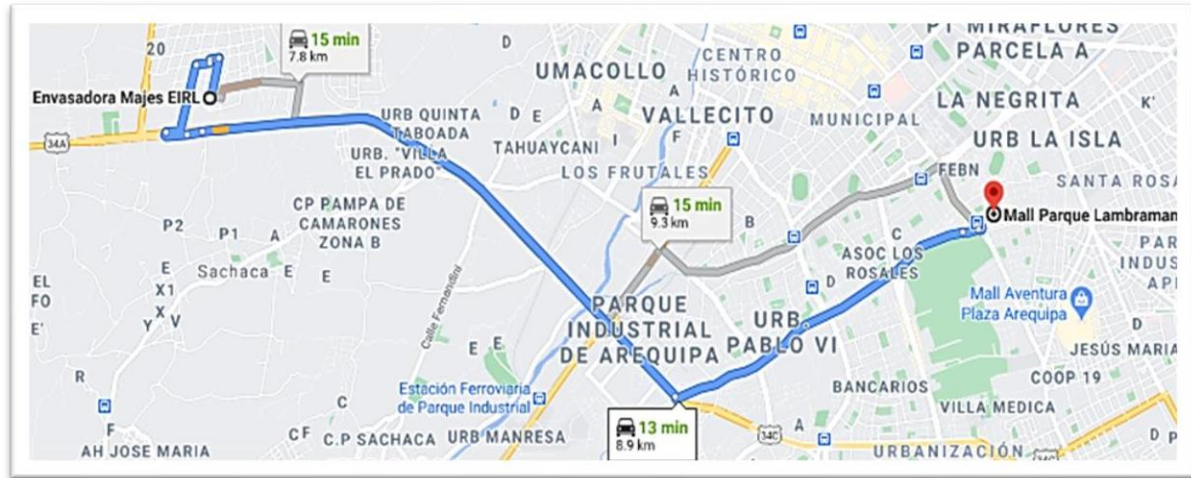 PT MIRAFLORES
PARCELA A
15 min
7.8 km
20
D
UMACOLLO
CENTRO
HISTÓRICO
Envasadora Majes EIRL
34A
URB QUINTA
TABOADA
URB. "VILLA
EL PRADO"
D E
TAHUAYCANI
A
I
A
F
VALLECITO
MUNICIPAL
LA NEGRITA
K'
URB LA ISLA
LOS FRUTALES
FEBN
SANTA ROSA
15 min
9.3 km
Mall Parque Lambraman
CP PAMPA DE
CAMARONES
ZONA B
P2
P1
A
E
Sachaca
E
E
X1
Y
X
V
EL
FO
E'
B
C
ASOC LOS
ROSALES
D
PAR
INDUS
API
Mall Aventura
Plaza Arequipa
D
Calle Fernandini
PARQUE
INDUSTRIAL
DE AREQUIPA
URB.
PABLO VI
JESÚS MARIA
E
E
COOP 19
BANCARIOS
VILLA MEDICA
R
Estación Ferroviaria
de Parque Industrial
C
F
CF
C.P SACHACA
URB MANRESA
13 min
8.9 km
34C
A
D
AH JOSE MARIA
URBANIZACIÓN
34C